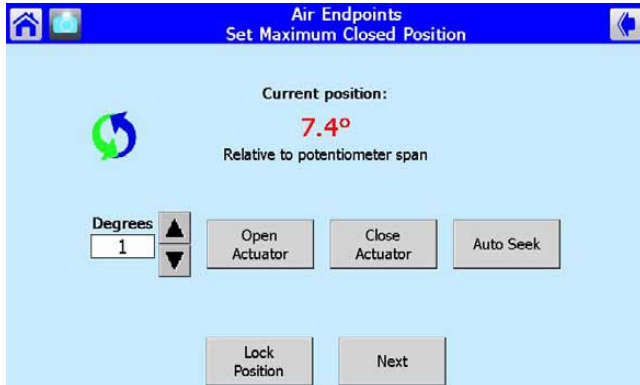 Air Endpoints
Set Maximum Closed Position
Current position:
7.4º
Relative to potentiometer span
Degrees
1
Open
Actuator
Close
Actuator
Auto Seek
Lock
Position
Next